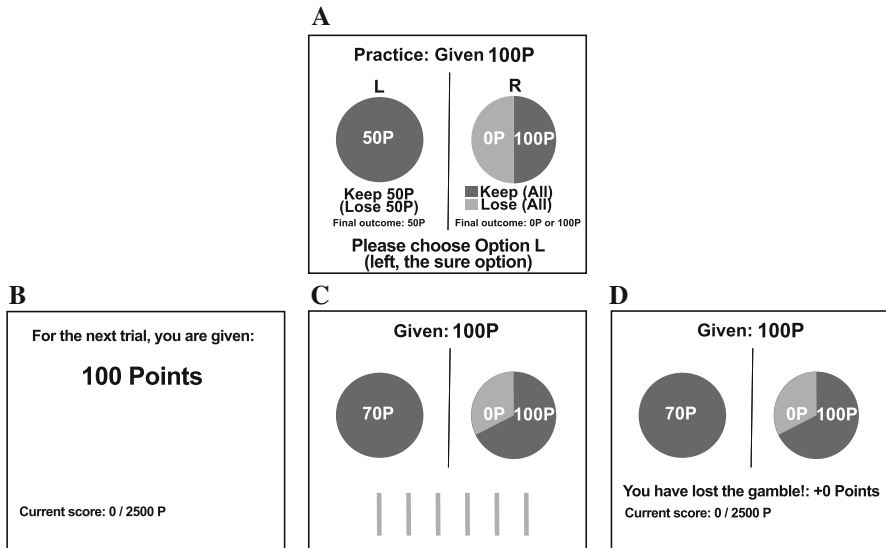 A
Practice: Given 100P
L
R
50P
0P 100P
Keep 50P
(Lose 50P)
Final outcome: 50P
Keep (All)
Lose (All)
Final outcome: 0P or 100P
Please choose Option L
(left, the sure option)
B
For the next trial, you are given:
100 Points
Current score: 0 / 2500 P
C
Given: 100P
70P
0P 100P
D
Given: 100P
70P
0P 100P
You have lost the gamble!: +0 Points
Current score: 0 / 2500 P